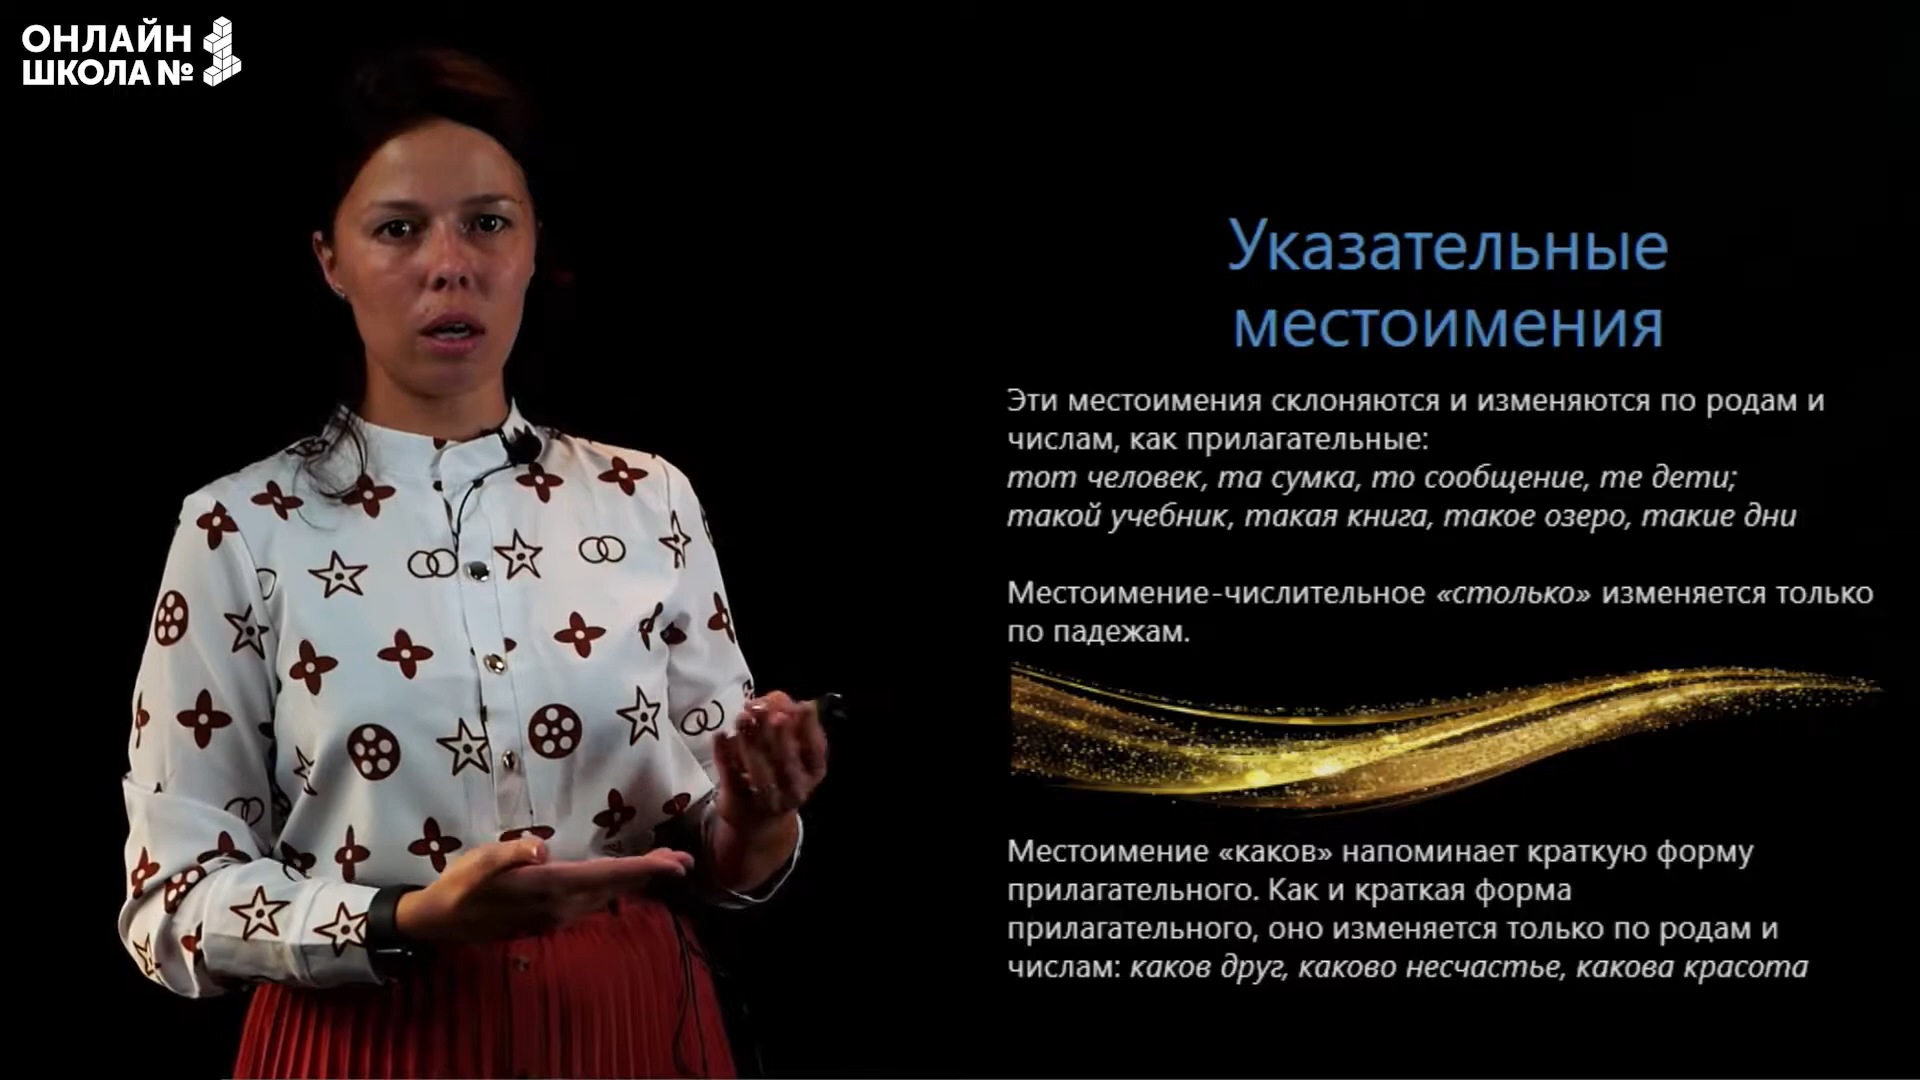 ОНЛАЙН
ШКОЛА №
Указательные
местоимения
Эти местоимения склоняются и изменяются по родам и
числам, как прилагательные:
тот человек, та сумка, то сообщение, те дети;
такой учебник, такая книга, такое озеро, такие дни
Местоимение-числительное «столько» изменяется только
по падежам.
Местоимение «каков» напоминает краткую форму
прилагательного. Как и краткая форма
прилагательного, оно изменяется только по родам и
числам: каков друг, каково несчастье, какова красота